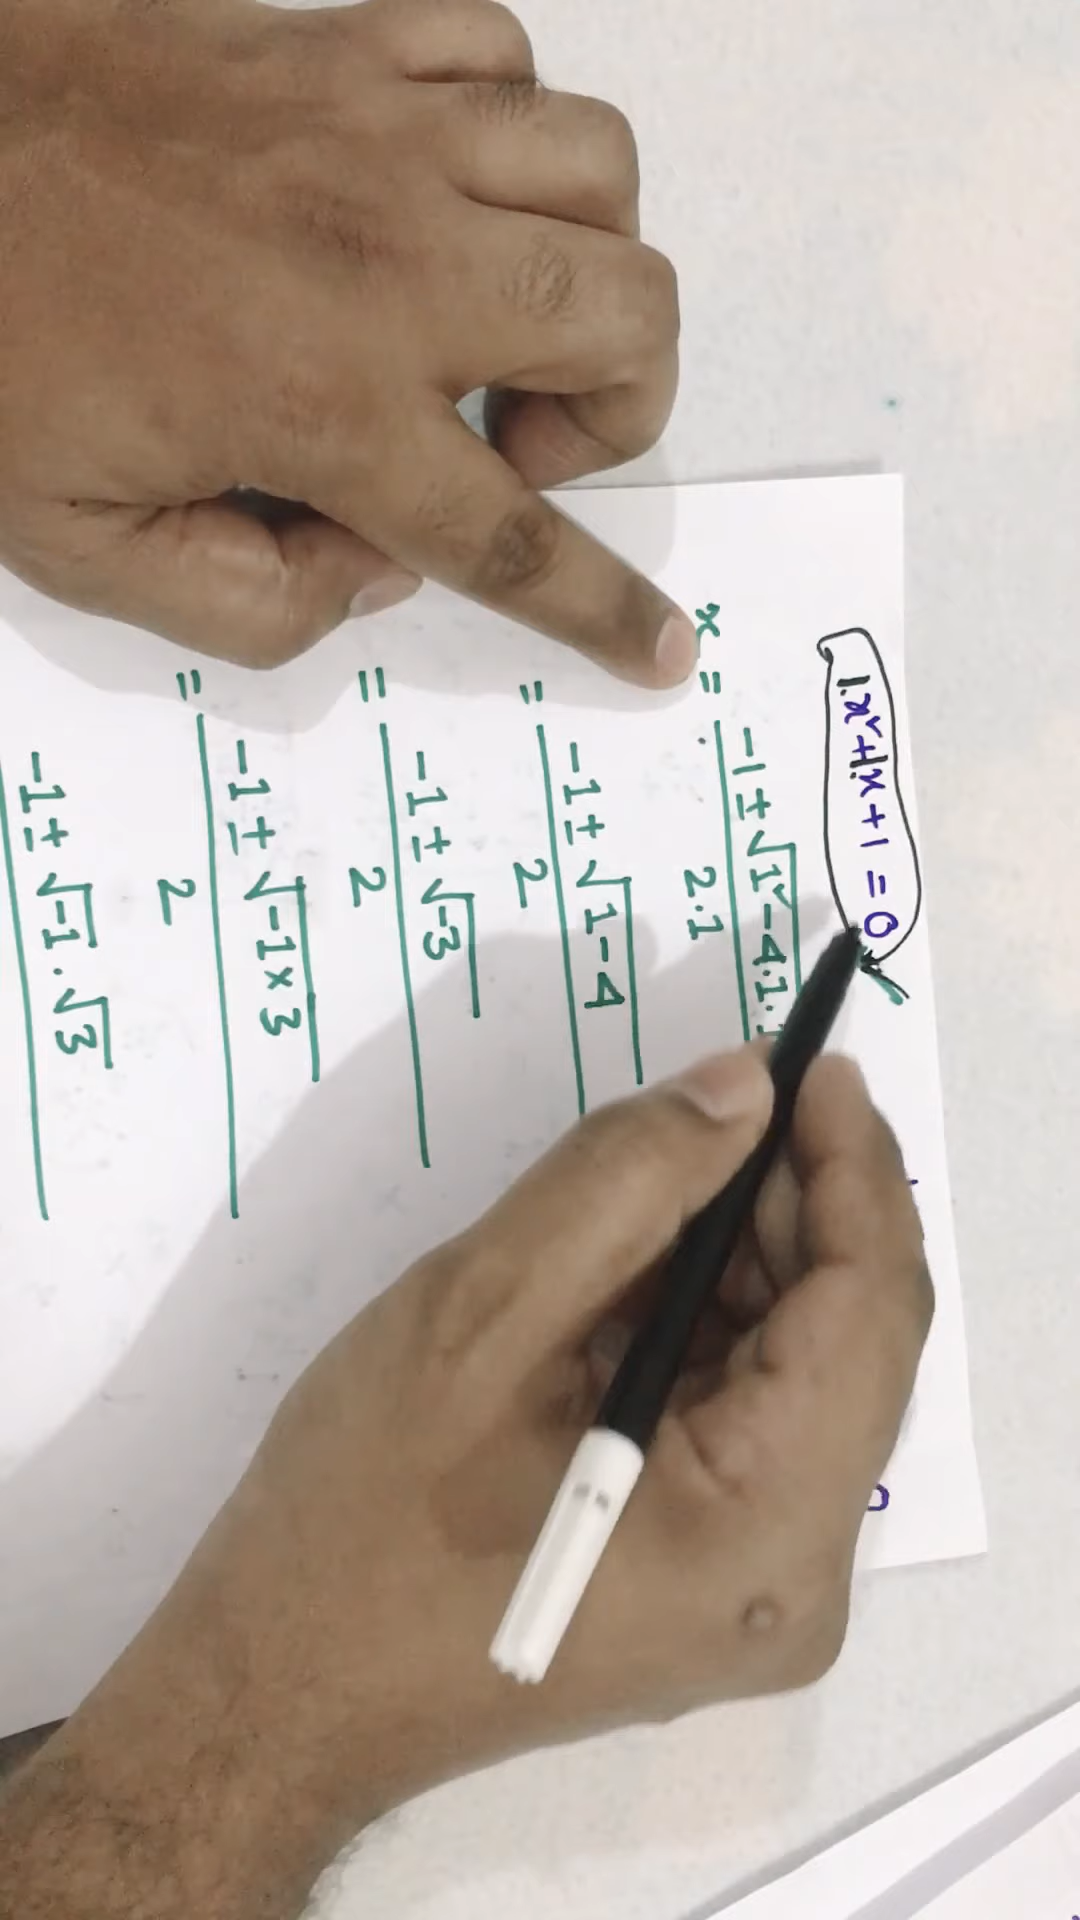 1.x²+1x+1=0
x = (-1±√(1²-4.1.1))/(2.1)
= (-1±√(1-4))/2
= (-1±√-3)/2
= (-1±√(-1×3))/2
-1±√-1.√3